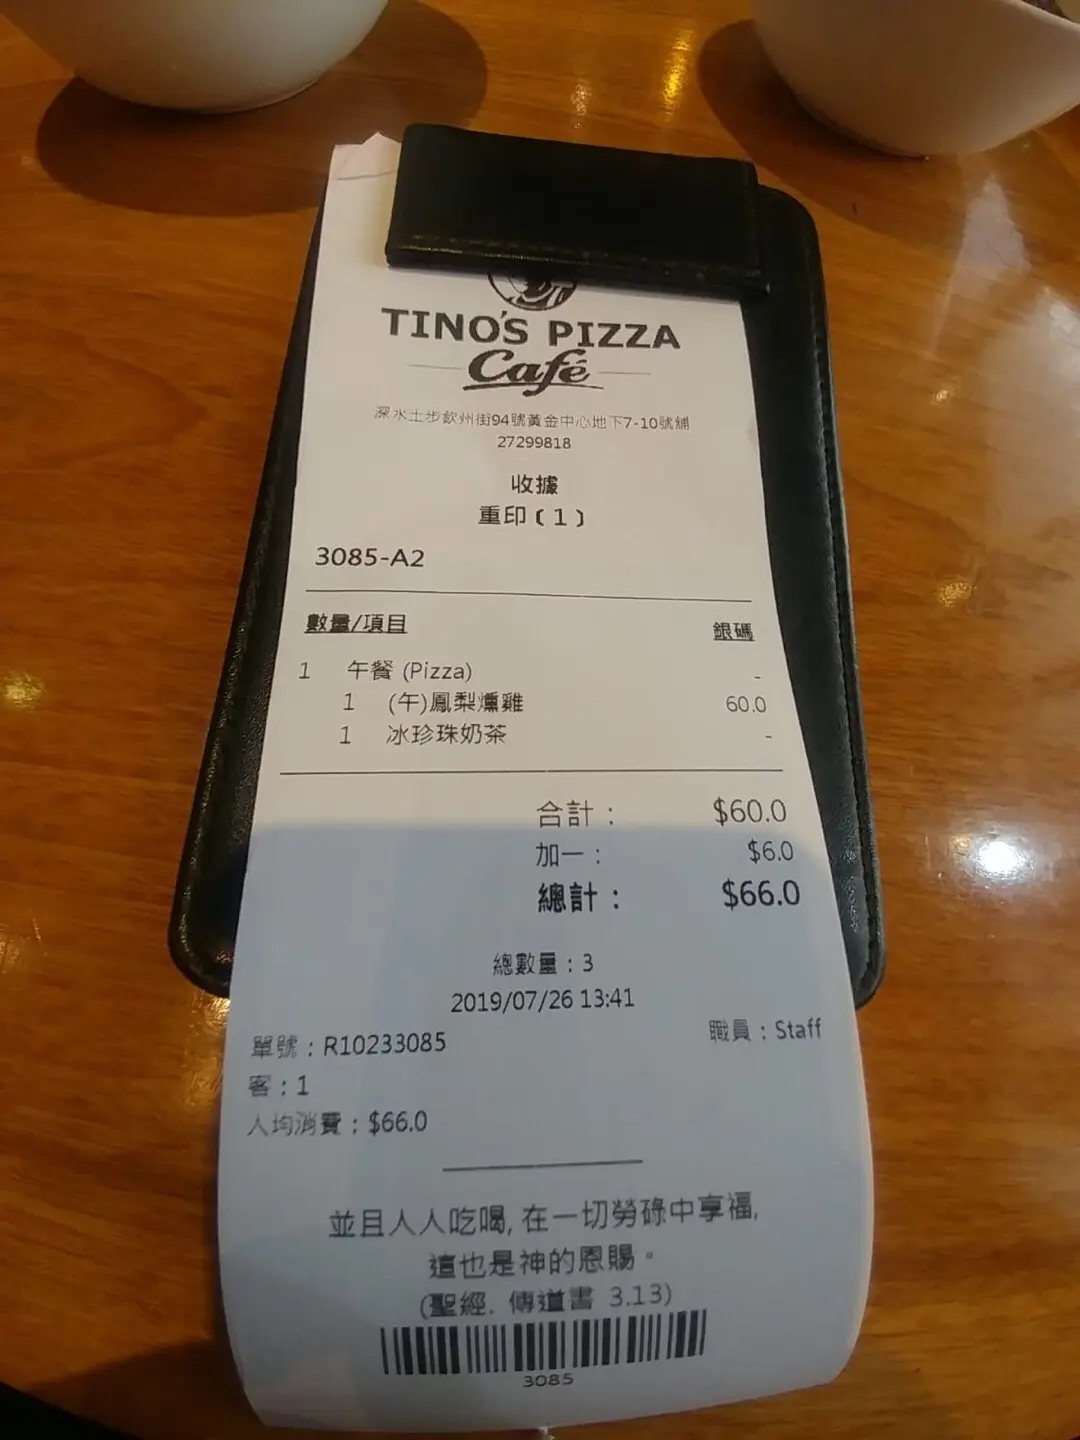 TINO'S PIZZA
Café
深水土步欽州街94號黃金中心地下7-10號舖
27299818
收據
重印 ( 1 )
3085-A2
數量/項目 銀碼
1 午餐 (Pizza) -
1 (午)鳳梨燻雞 60.0
1 冰珍珠奶茶 -
合計： $60.0
加一： $6.0
總計： $66.0
總數量：3
2019/07/26 13:41
單號：R10233085 職員：Staff
客：1
人均消費：$66.0
並且人人吃喝, 在一切勞碌中享福,
這也是神的恩賜。
(聖經. 傳道書 3.13)
3085